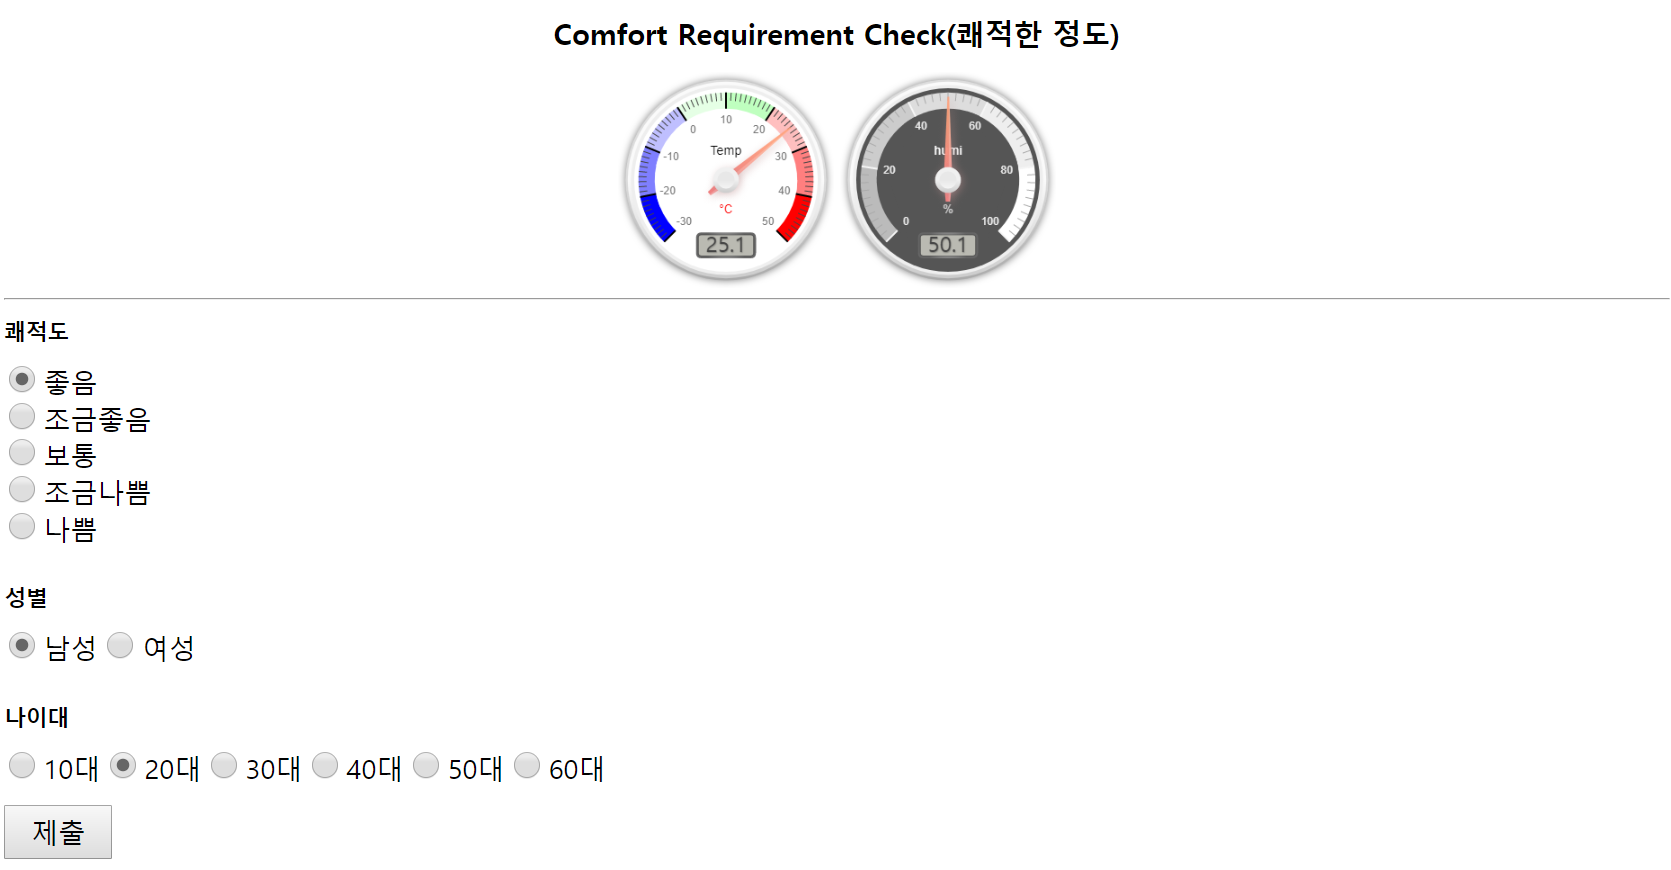 Comfort Requirement Check(쾌적한 정도)
-30 -20 -10 0 10 20 30 40 50
Temp
°C
25.1
0 20 40 60 80 100
humi
%
50.1
쾌적도
좋음
조금좋음
보통
조금나쁨
나쁨
성별
남성 여성
나이대
10대 20대 30대 40대 50대 60대
제출